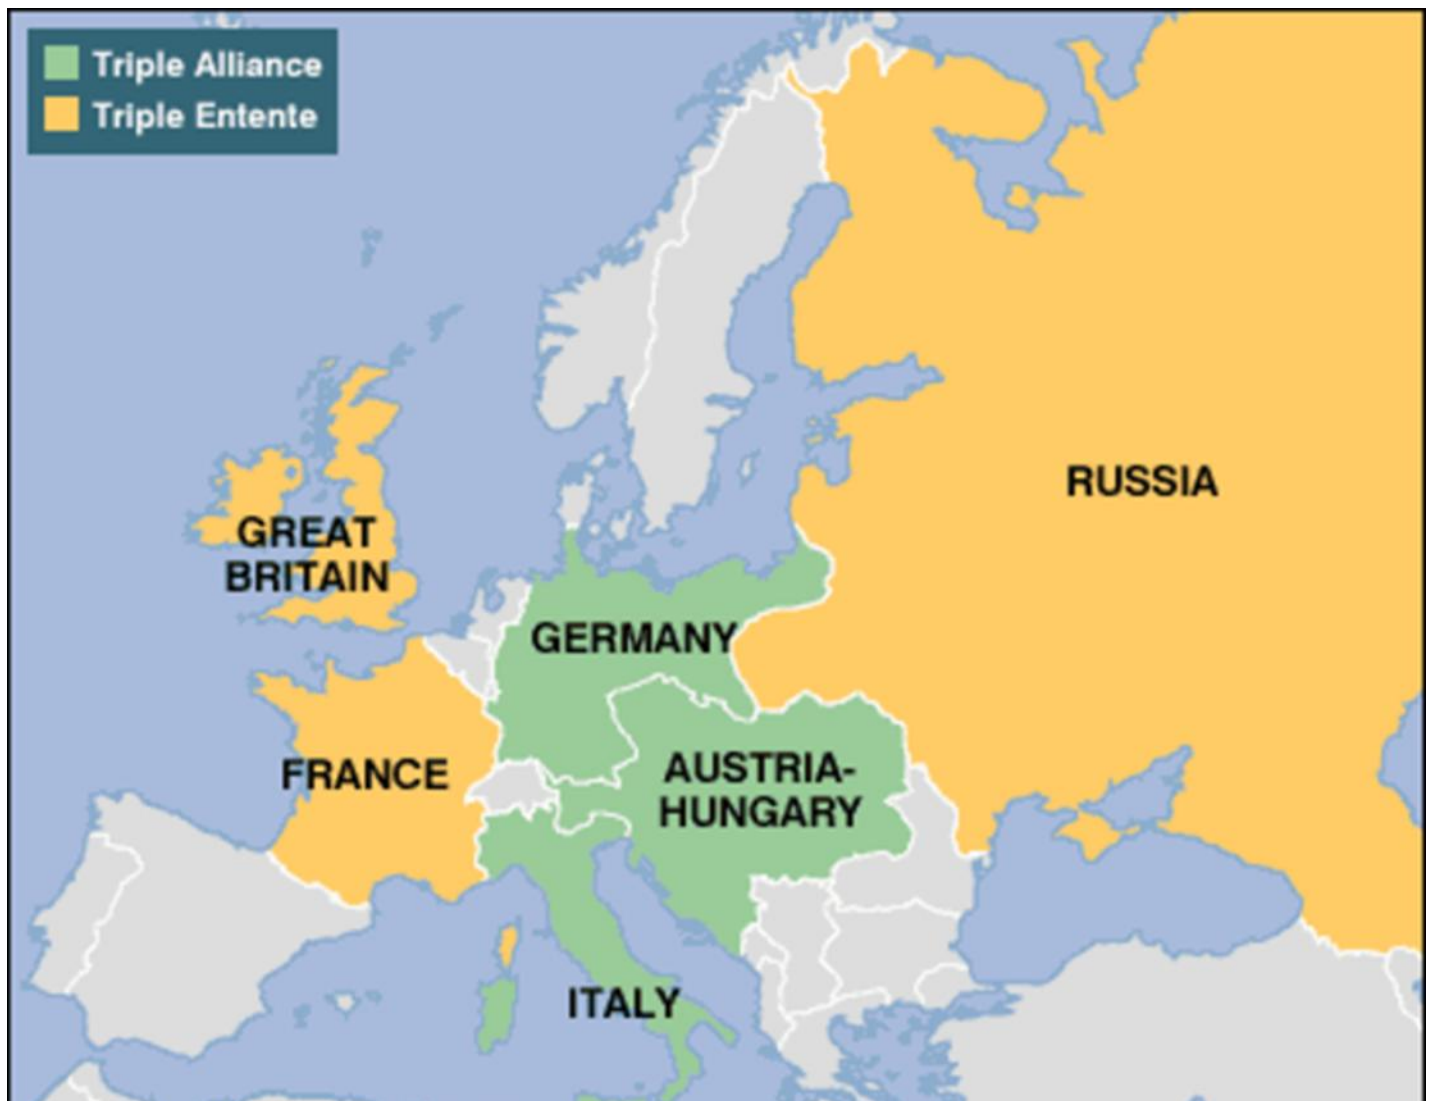 Triple Alliance
Triple Entente
RUSSIA
GREAT
BRITAIN
GERMANY
FRANCE
AUSTRIA-
HUNGARY
ITALY